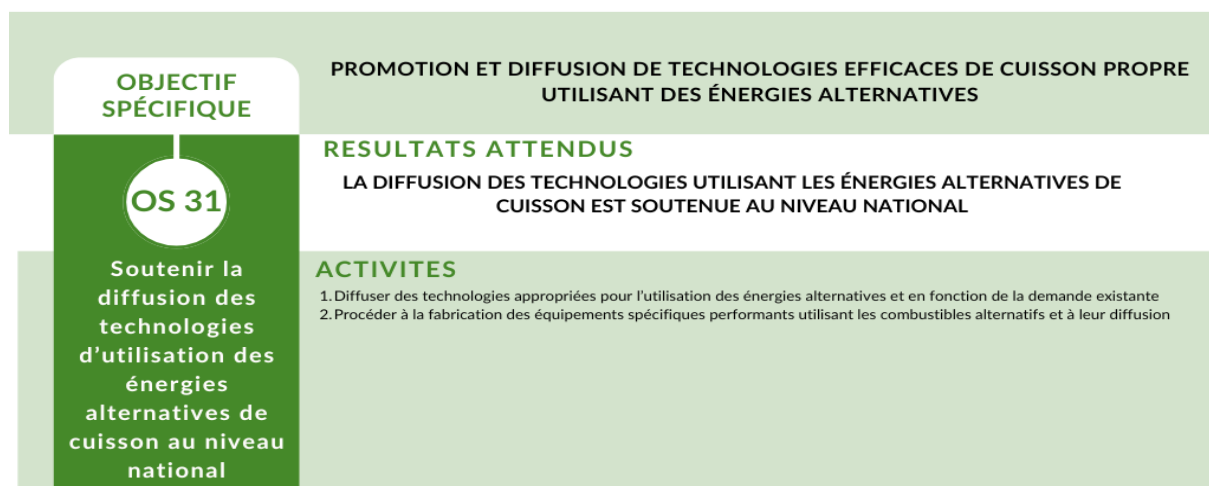 OBJECTIF
SPÉCIFIQUE
PROMOTION ET DIFFUSION DE TECHNOLOGIES EFFICACES DE CUISSON PROPRE
UTILISANT DES ÉNERGIES ALTERNATIVES
OS 31
Soutenir la
diffusion des
technologies
d’utilisation des
énergies
alternatives de
cuisson au niveau
national
RESULTATS ATTENDUS
LA DIFFUSION DES TECHNOLOGIES UTILISANT LES ÉNERGIES ALTERNATIVES DE
CUISSON EST SOUTENUE AU NIVEAU NATIONAL
ACTIVITES
1. Diffuser des technologies appropriées pour l’utilisation des énergies alternatives et en fonction de la demande existante
2. Procéder à la fabrication des équipements spécifiques performants utilisant les combustibles alternatifs et à leur diffusion